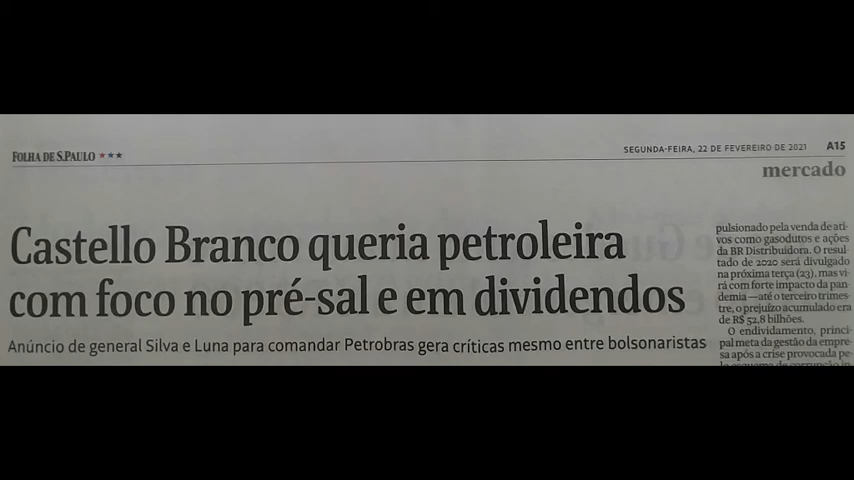 FOLHA DE S.PAULO ★★★
SEGUNDA-FEIRA, 22 DE FEVEREIRO DE 2021 A15
mercado
Castello Branco queria petroleira
com foco no pré-sal e em dividendos
Anúncio de general Silva e Luna para comandar Petrobras gera críticas mesmo entre bolsonaristas
pulsionado pela venda de ati-
vos como gasodutos e ações
da BR Distribuidora. O resul-
tado de 2020 será divulgado
na próxima terça (23), mas vi-
rá com forte impacto da pan-
demia —até o terceiro trimes-
tre, o prejuízo acumulado era
de R$ 52,8 bilhões.
O endividamento, princi-
pal meta da gestão da empre-
sa após a crise provocada pe-